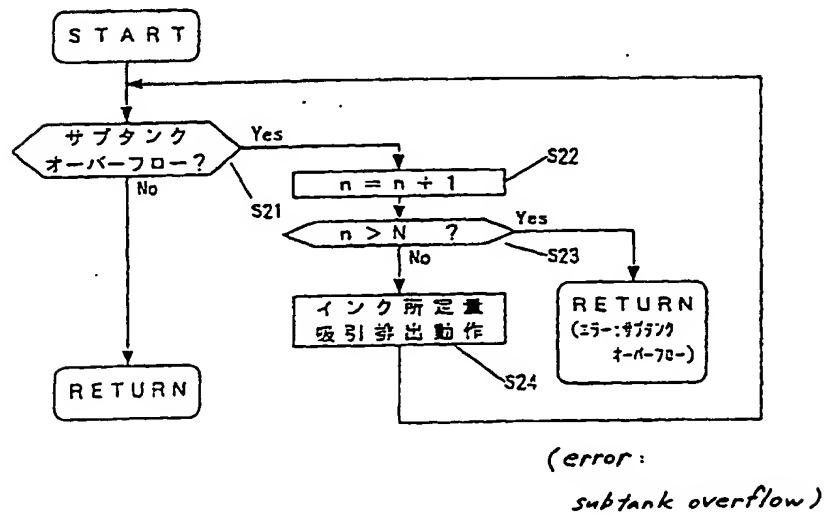 START
サブタンク
オーバーフロー?
Yes
No
S21
n = n + 1
S22
n > N ?
Yes
No
S23
インク所定量
吸引排出動作
S24
RETURN
(エラー:サブタンク
オーバーフロー)
RETURN
(error:
subtank overflow)